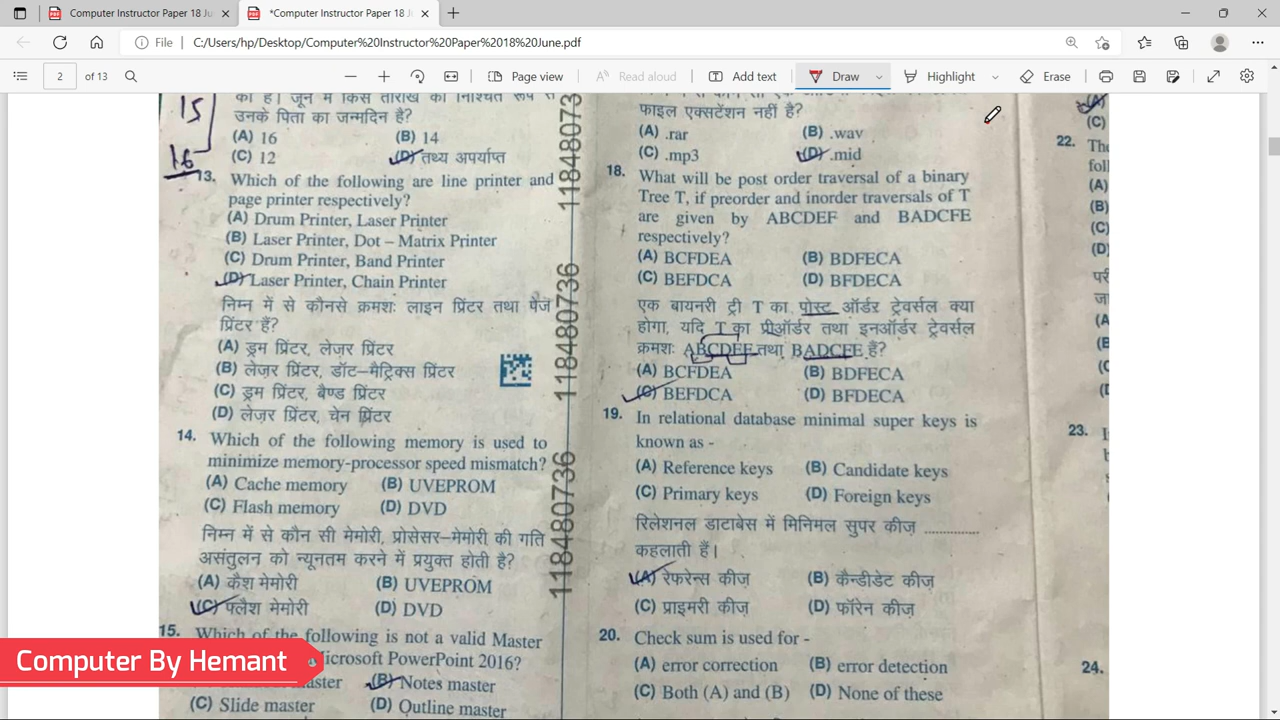 Computer Instructor Paper 18 Ju
*Computer Instructor Paper 18 J
File
C:/Users/hp/Desktop/Computer%20Instructor%20Paper%2018%20June.pdf
2 of 13
Page view
Read aloud
Add text
Draw
Highlight
Erase
15
16
उनके पिता का जन्मदिन है?
(A) 16 (B) 14
(C) 12 (D) तथ्य अपर्याप्त
13. Which of the following are line printer and
page printer respectively?
(A) Drum Printer, Laser Printer
(B) Laser Printer, Dot – Matrix Printer
(C) Drum Printer, Band Printer
(D) Laser Printer, Chain Printer
निम्न में से कौनसे क्रमशः लाइन प्रिंटर तथा पेज
प्रिंटर हैं?
(A) ड्रम प्रिंटर, लेज़र प्रिंटर
(B) लेज़र प्रिंटर, डॉट–मैट्रिक्स प्रिंटर
(C) ड्रम प्रिंटर, बैण्ड प्रिंटर
(D) लेज़र प्रिंटर, चेन प्रिंटर
14. Which of the following memory is used to
minimize memory-processor speed mismatch?
(A) Cache memory (B) UVEPROM
(C) Flash memory (D) DVD
निम्न में से कौन सी मेमोरी, प्रोसेसर–मेमोरी की गति
असंतुलन को न्यूनतम करने में प्रयुक्त होती है?
(A) कैश मेमोरी (B) UVEPROM
(C) फ्लैश मेमोरी (D) DVD
15. Which of the following is not a valid Master
Microsoft PowerPoint 2016?
master (B) Notes master
(C) Slide master (D) Outline master
11848073
118480736
118480736
फाइल एक्सटेंशन नहीं है?
(A) .rar (B) .wav
(C) .mp3 (D) .mid
18. What will be post order traversal of a binary
Tree T, if preorder and inorder traversals of T
are given by ABCDEF and BADCFE
respectively?
(A) BCFDEA (B) BDFECA
(C) BEFDCA (D) BFDECA
एक बायनरी ट्री T का पोस्ट ऑर्डर ट्रेवर्सल क्या
होगा, यदि T का प्रीऑर्डर तथा इनऑर्डर ट्रेवर्सल
क्रमशः ABCDEF तथा BADCFE हैं?
(A) BCFDEA (B) BDFECA
(C) BEFDCA (D) BFDECA
19. In relational database minimal super keys is
known as -
(A) Reference keys (B) Candidate keys
(C) Primary keys (D) Foreign keys
रिलेशनल डाटाबेस में मिनिमल सुपर कीज़ ..............
कहलाती हैं।
(A) रेफरेन्स कीज़ (B) कैन्डीडेट कीज़
(C) प्राइमरी कीज़ (D) फॉरेन कीज़
20. Check sum is used for -
(A) error correction (B) error detection
(C) Both (A) and (B) (D) None of these
(A)
(C)
22. The
foll
(A)
(B)
(C)
(D)
परी
जा
(A
(B
(C
(D
23. I
24.
Computer By Hemant